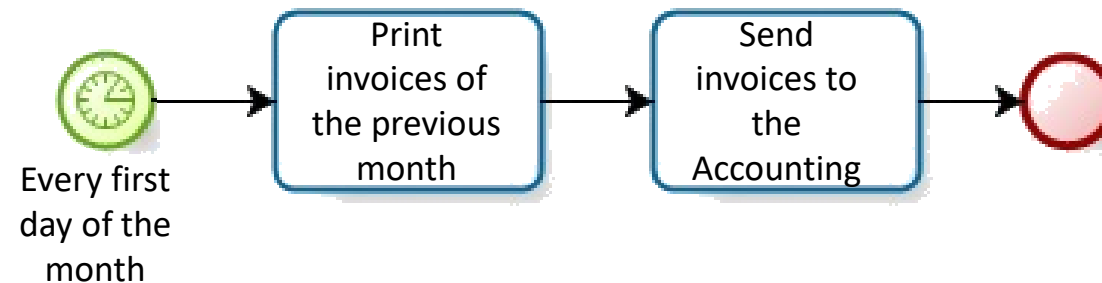 Every first
day of the
month
Print
invoices of
the previous
month
Send
invoices to
the
Accounting